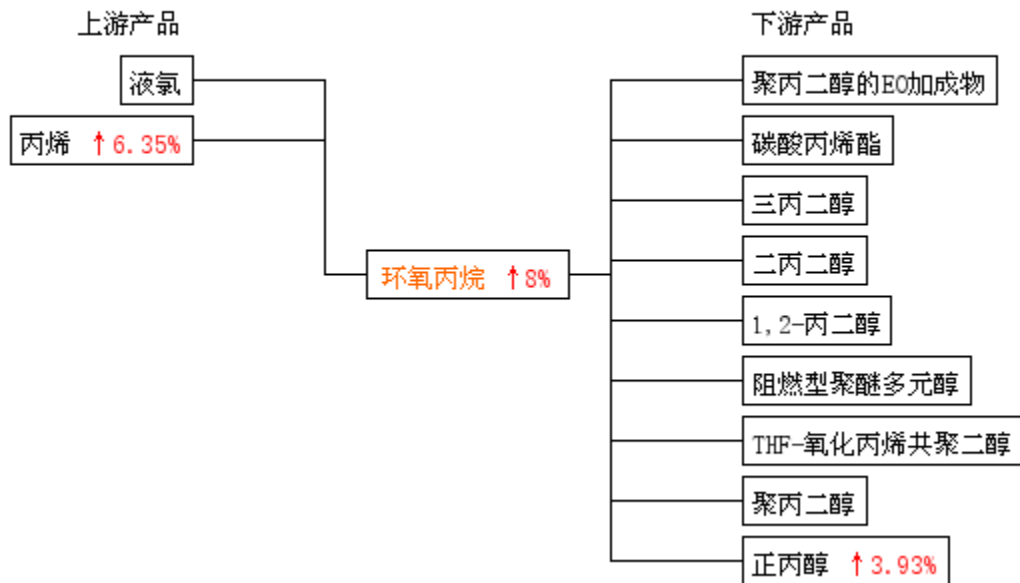 上游产品
液氯
丙烯 ↑6.35%
环氧丙烷 ↑8%
下游产品
聚丙二醇的EO加成物
碳酸丙烯酯
三丙二醇
二丙二醇
1,2-丙二醇
阻燃型聚醚多元醇
THF-氧化丙烯共聚二醇
聚丙二醇
正丙醇 ↑3.93%